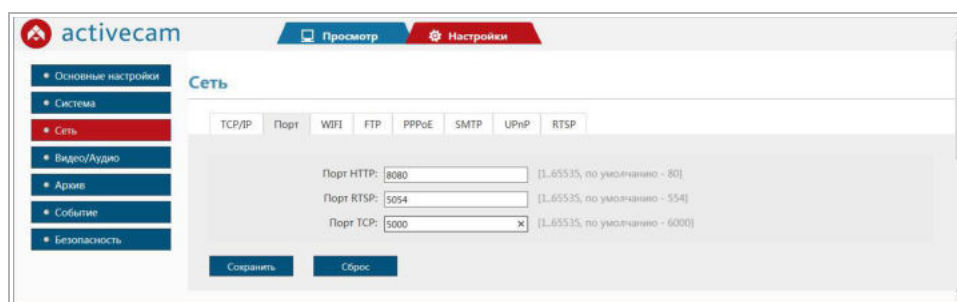 activecam
Просмотр
Настройки
Основные настройки
Система
Сеть
Видео/Аудио
Архив
Событие
Безопасность
Сеть
TCP/IP Порт WIFI FTP PPPoE SMTP UPnP RTSP
Порт HTTP: 8080 [1..65535, по умолчанию - 80]
Порт RTSP: 5054 [1..65535, по умолчанию - 554]
Порт TCP: 5000 [1..65535, по умолчанию - 6000]
Сохранить Сброс